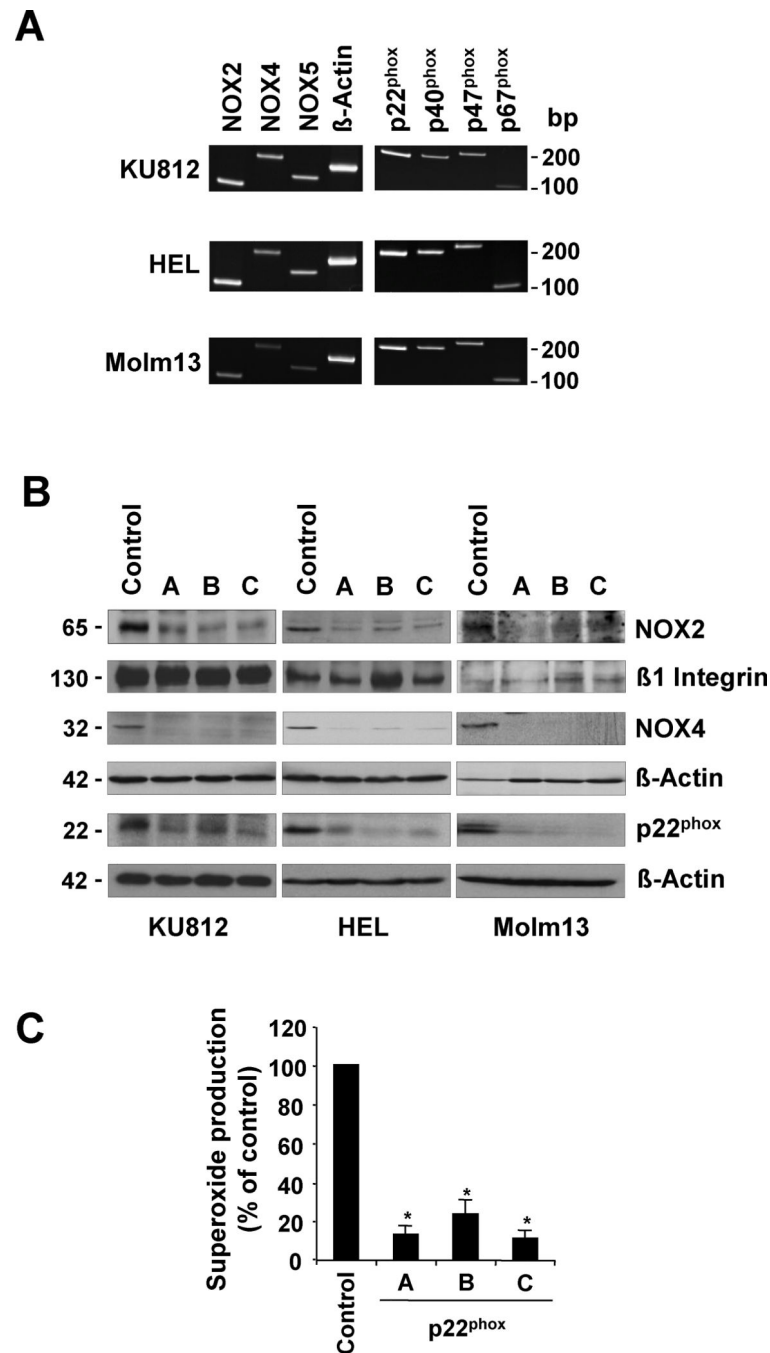 A
NOX2 NOX4 NOX5 ß-Actin p22phox p40phox p47phox p67phox bp
KU812 - 200
- 100
HEL - 200
- 100
Molm13 - 200
- 100
B
Control Control Control
C A B C C A B C C A B C
65 - NOX2
130 - ß1 Integrin
32 - NOX4
42 - ß-Actin
22 - p22phox
42 - ß-Actin
KU812 HEL Molm13
C
Superoxide production
(% of control)
120
100
80
60
40
20
0
* * *
Control A B C
p22phox